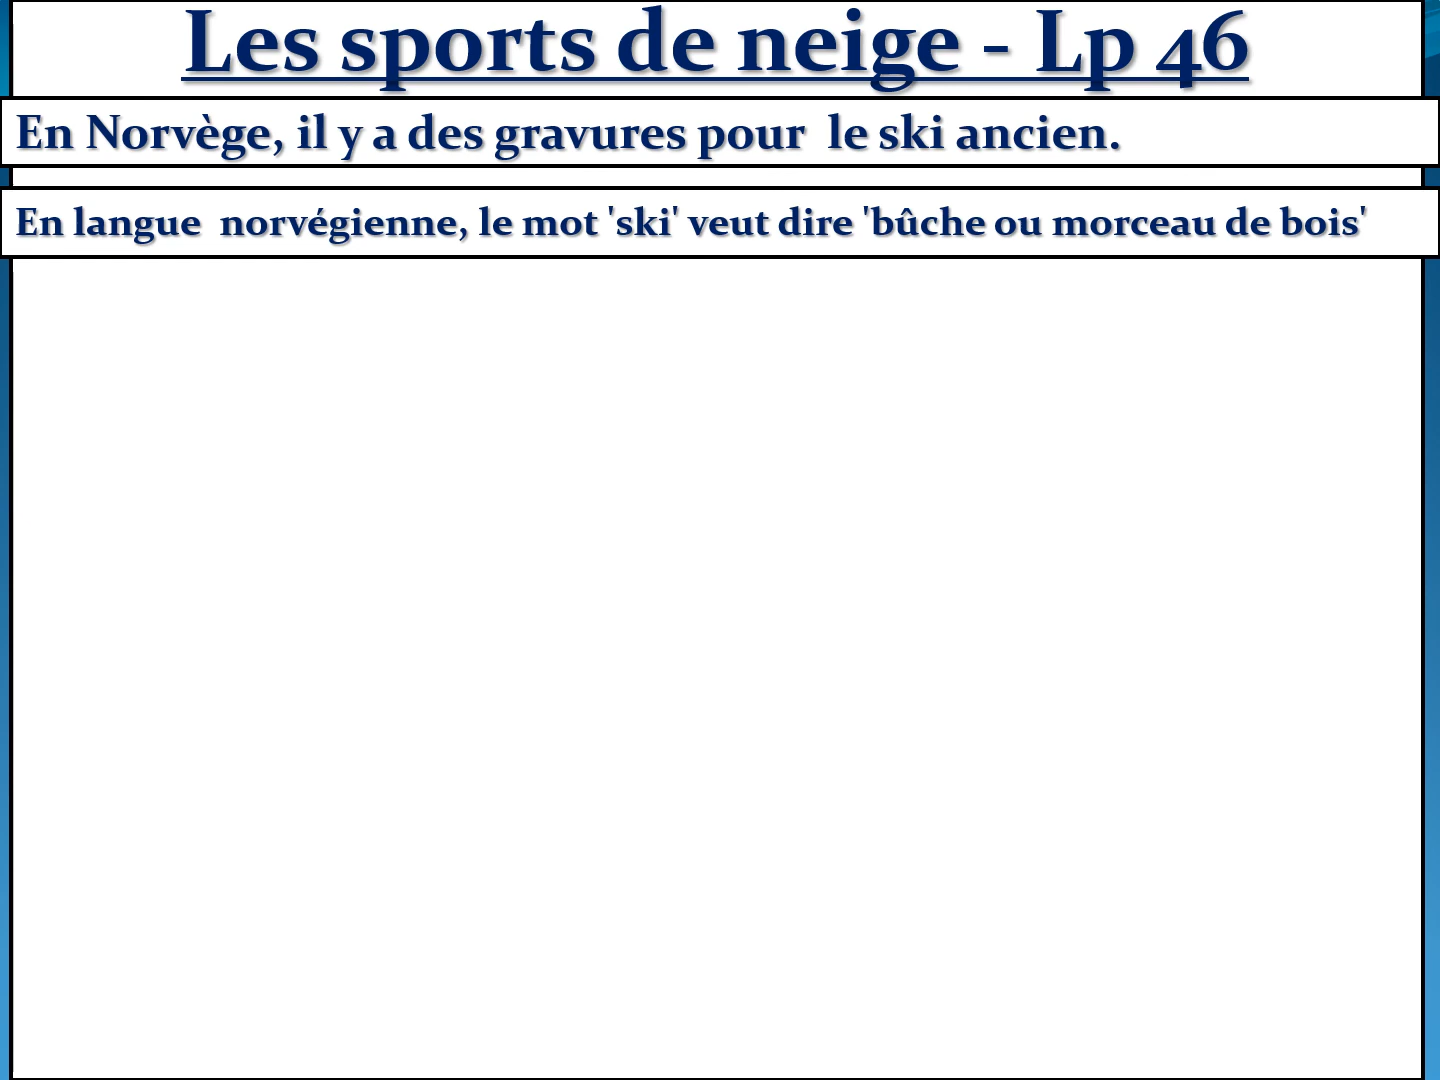 Les sports de neige - Lp 46
En Norvège, il y a des gravures pour le ski ancien.
En langue norvégienne, le mot 'ski' veut dire 'bûche ou morceau de bois'